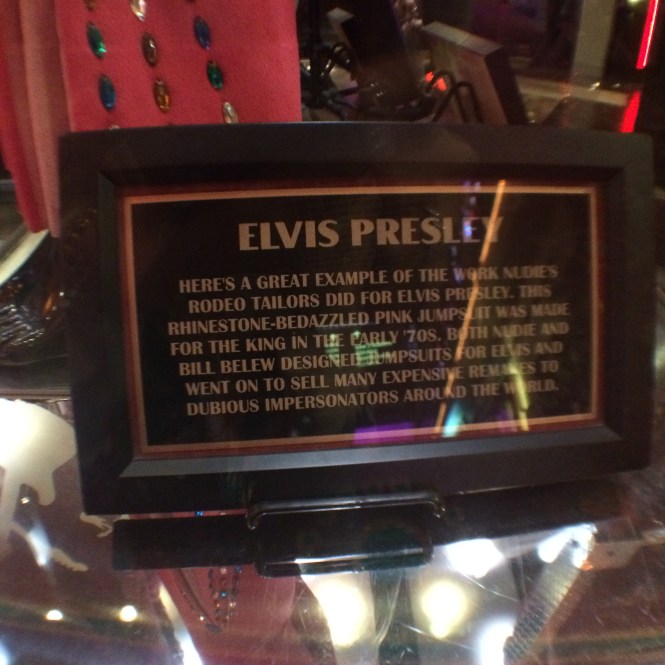 ELVIS PRESLEY
HERE'S A GREAT EXAMPLE OF THE WORK NUDIE'S
RODEO TAILORS DID FOR ELVIS PRESLEY. THIS
RHINESTONE-BEDAZZLED PINK JUMPSUIT WAS MADE
FOR THE KING IN THE EARLY '70S. BOTH NUDIE AND
BILL BELEW DESIGNED JUMPSUITS FOR ELVIS AND
WENT ON TO SELL MANY EXPENSIVE REMAKES TO
DUBIOUS IMPERSONATORS AROUND THE WORLD.